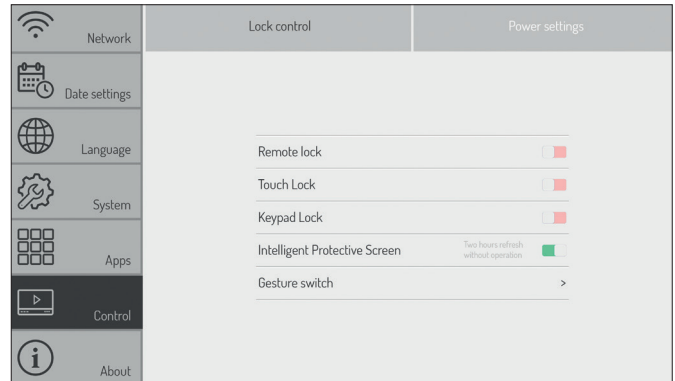 Network
Date settings
Language
System
Apps
Control
About
Lock control
Power settings
Remote lock
Touch Lock
Keypad Lock
Intelligent Protective Screen
Two hours refresh
without operation
Gesture switch
>